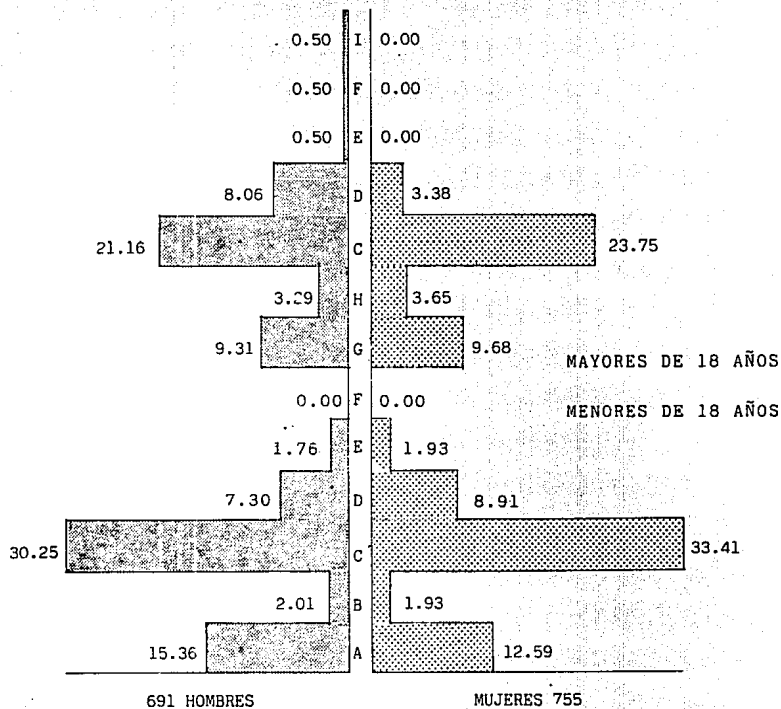 0.50 I 0.00
0.50 F 0.00
0.50 E 0.00
8.06 D 3.38
21.16 C 23.75
3.29 H 3.65
9.31 G 9.68
MAYORES DE 18 AÑOS
0.00 F 0.00
MENORES DE 18 AÑOS
1.76 E 1.93
7.30 D 8.91
30.25 C 33.41
2.01 B 1.93
15.36 A 12.59
691 HOMBRES MUJERES 755